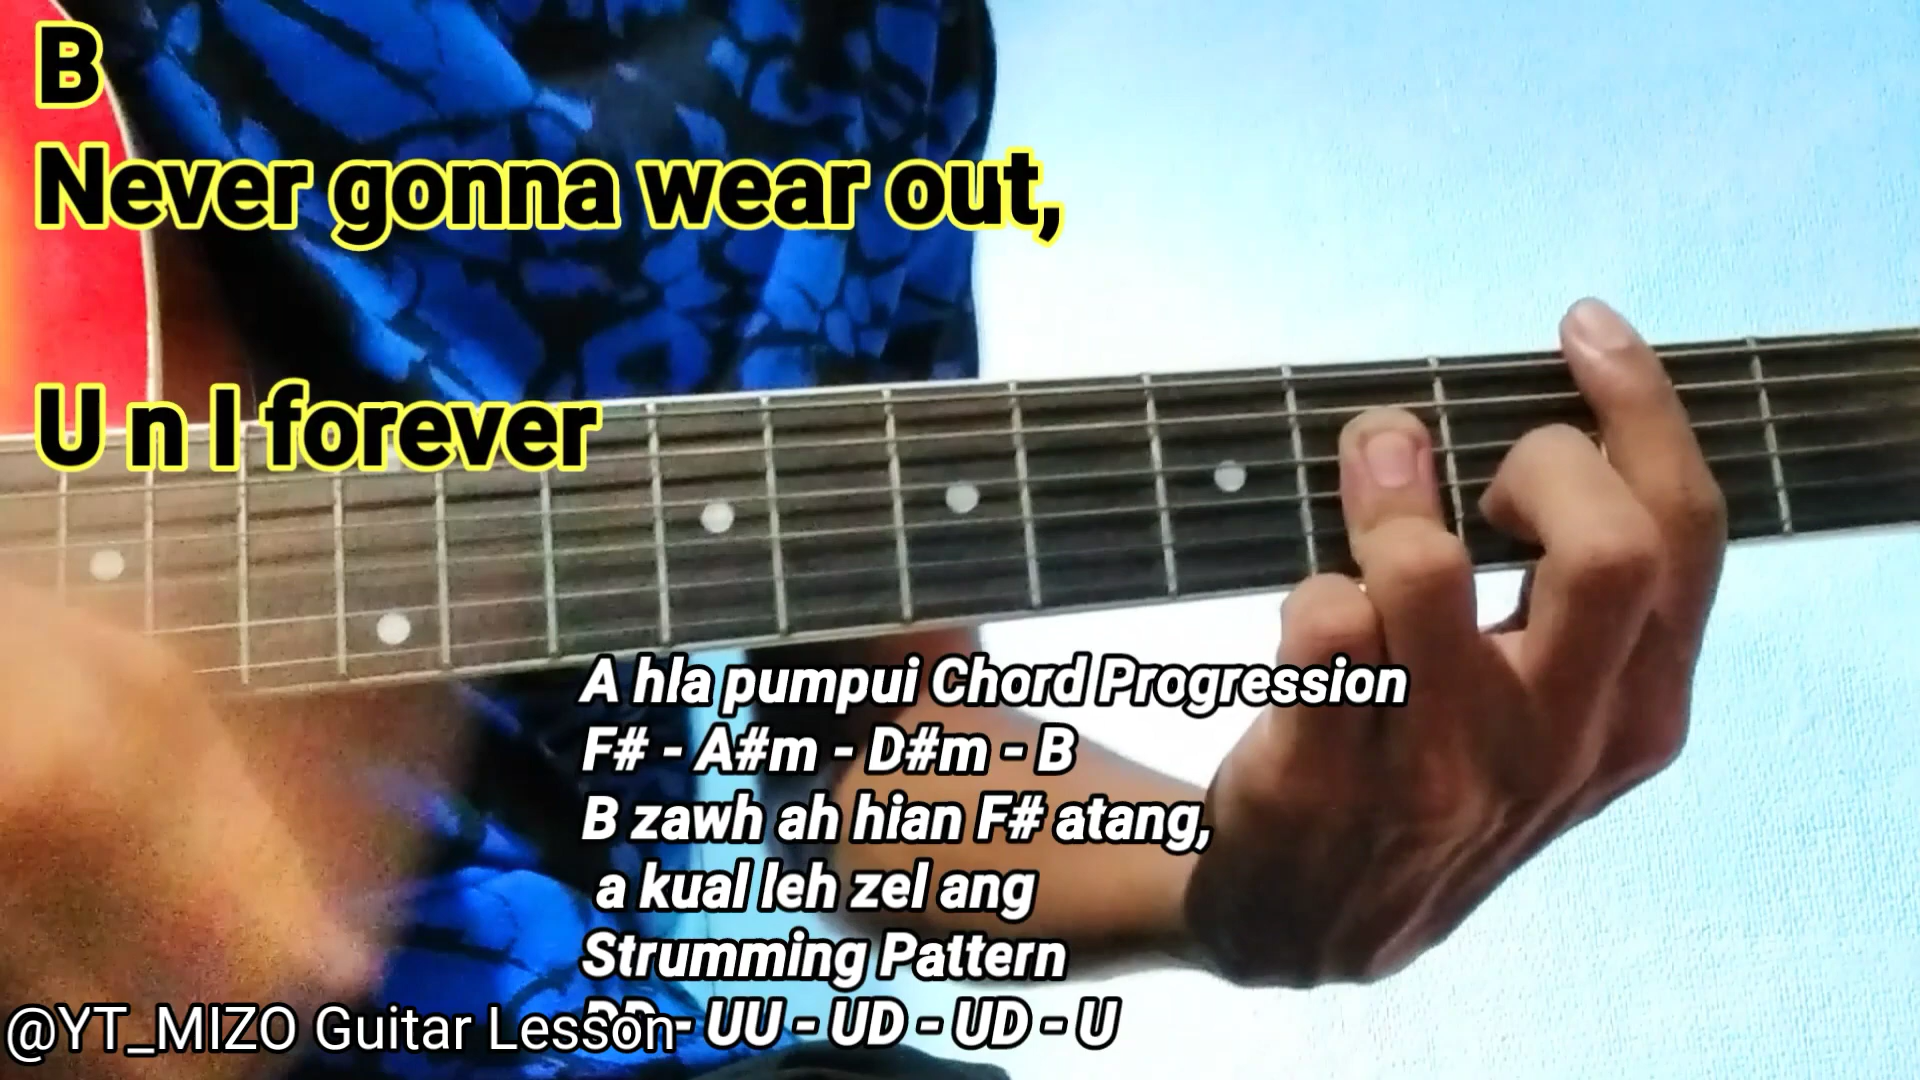 B
Never gonna wear out,
U n I forever
A hla pumpui Chord Progression
F# - A#m - D#m - B
B zawh ah hian F# atang,
a kual leh zel ang
Strumming Pattern
DD - UU - UD - UD - U
@YT_MIZO Guitar Lesson